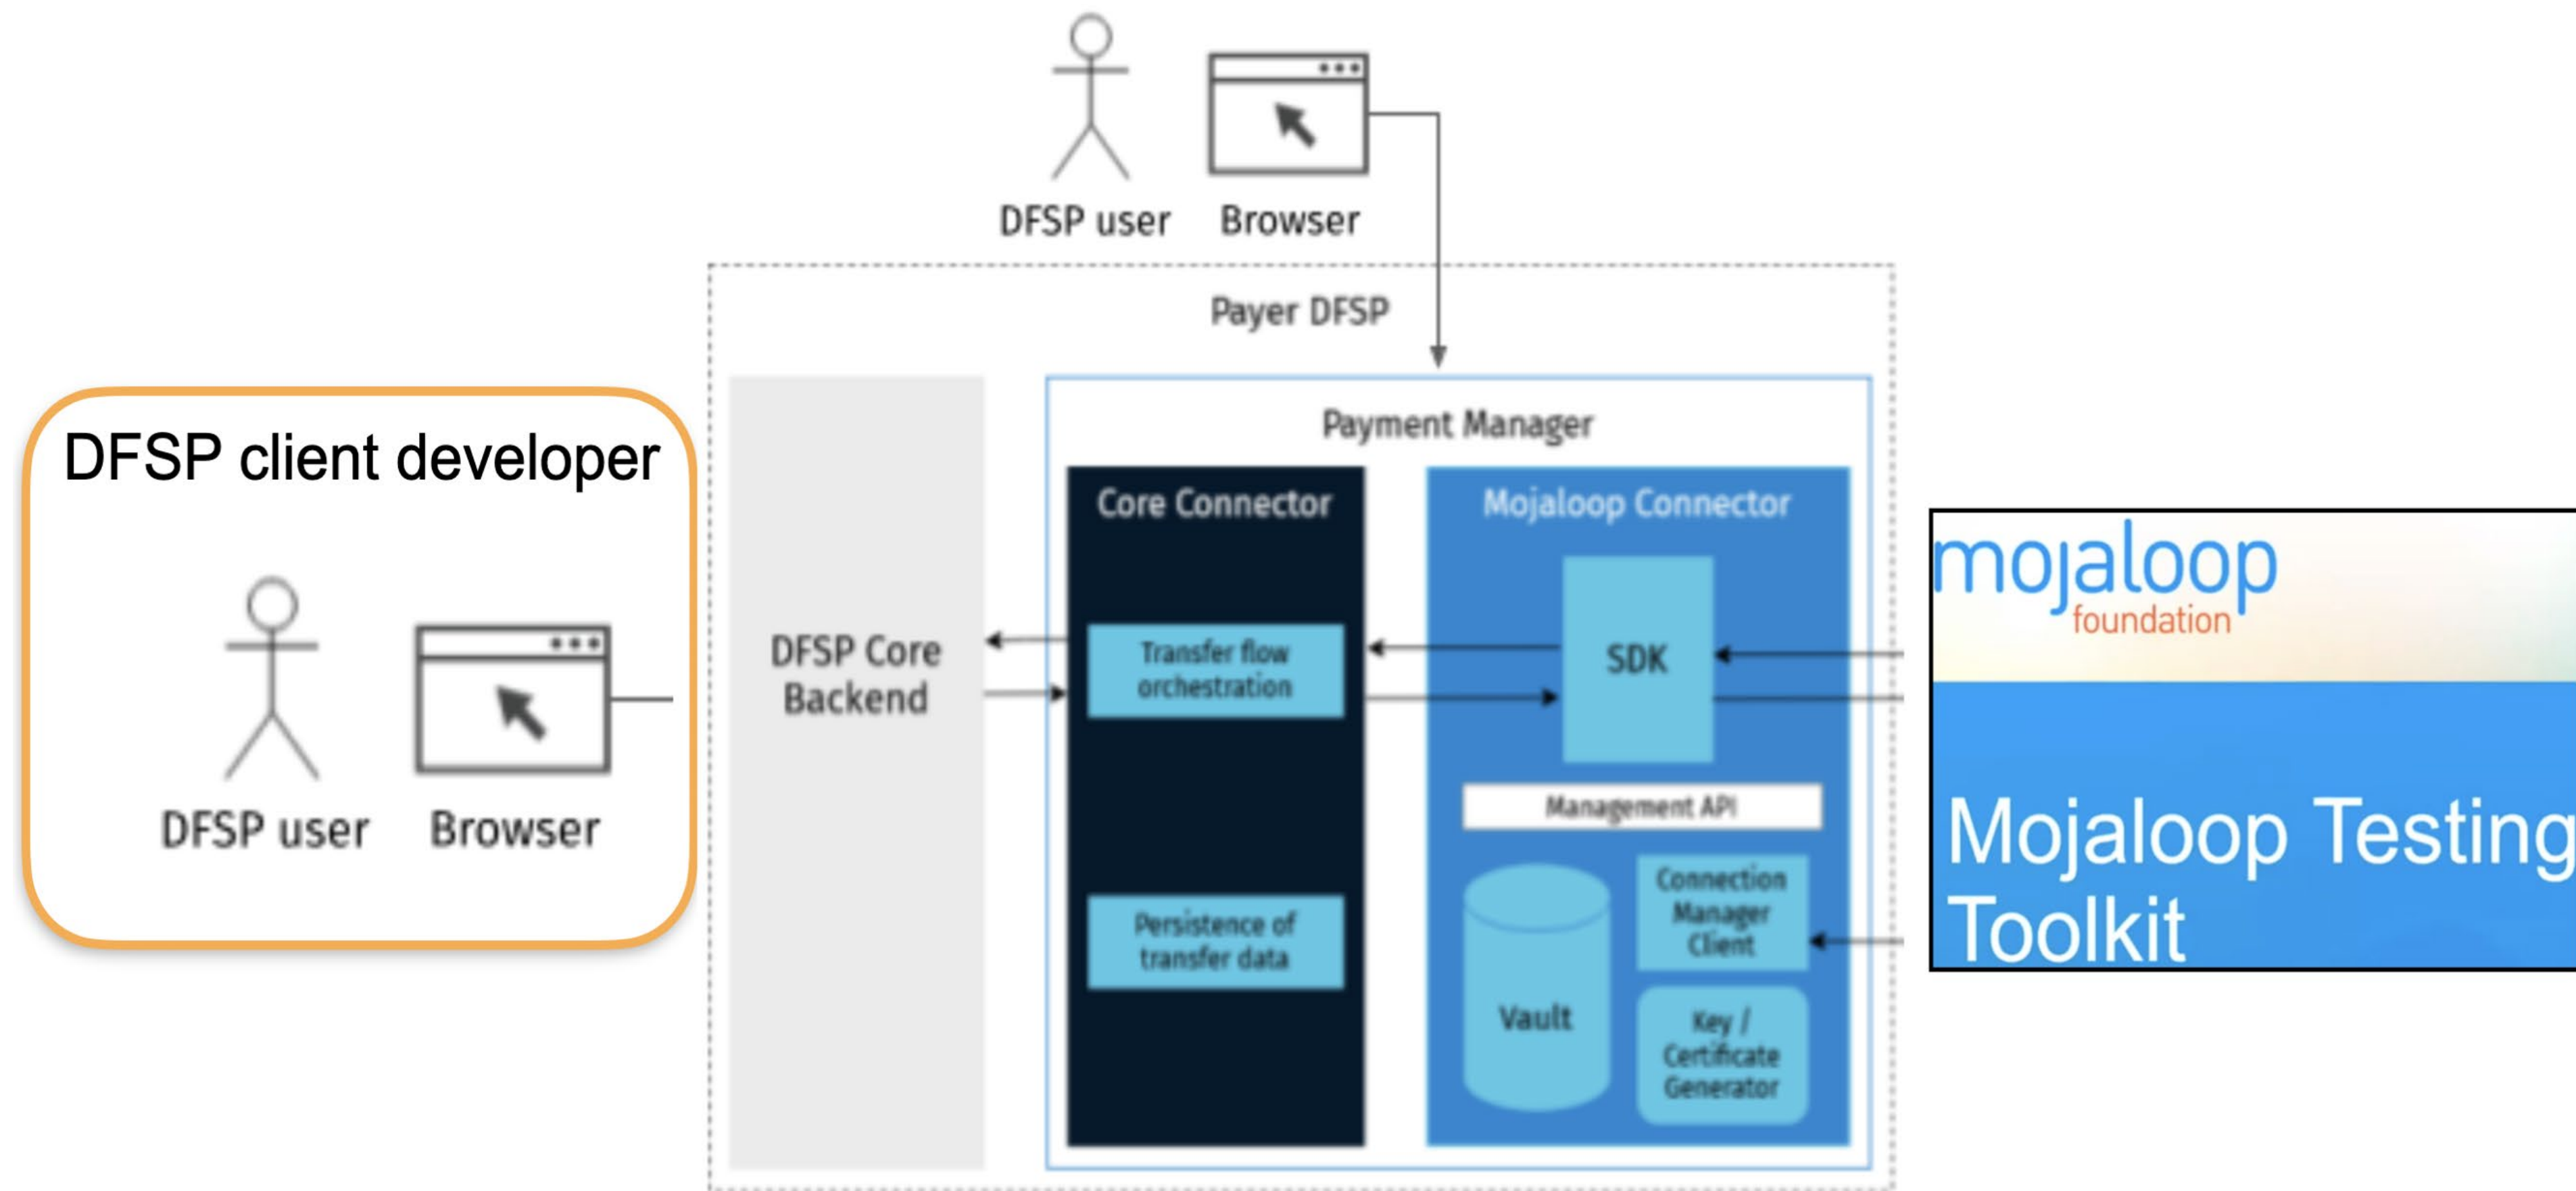 DFSP user
Browser
Payer DFSP
DFSP client developer
DFSP user
Browser
DFSP Core
Backend
Payment Manager
Core Connector
Transfer flow
orchestration
Persistence of
transfer data
Mojaloop Connector
SDK
Management API
Vault
Connection
Manager
Client
Key /
Certificate
Generator
mojaloop
foundation
Mojaloop Testing
Toolkit